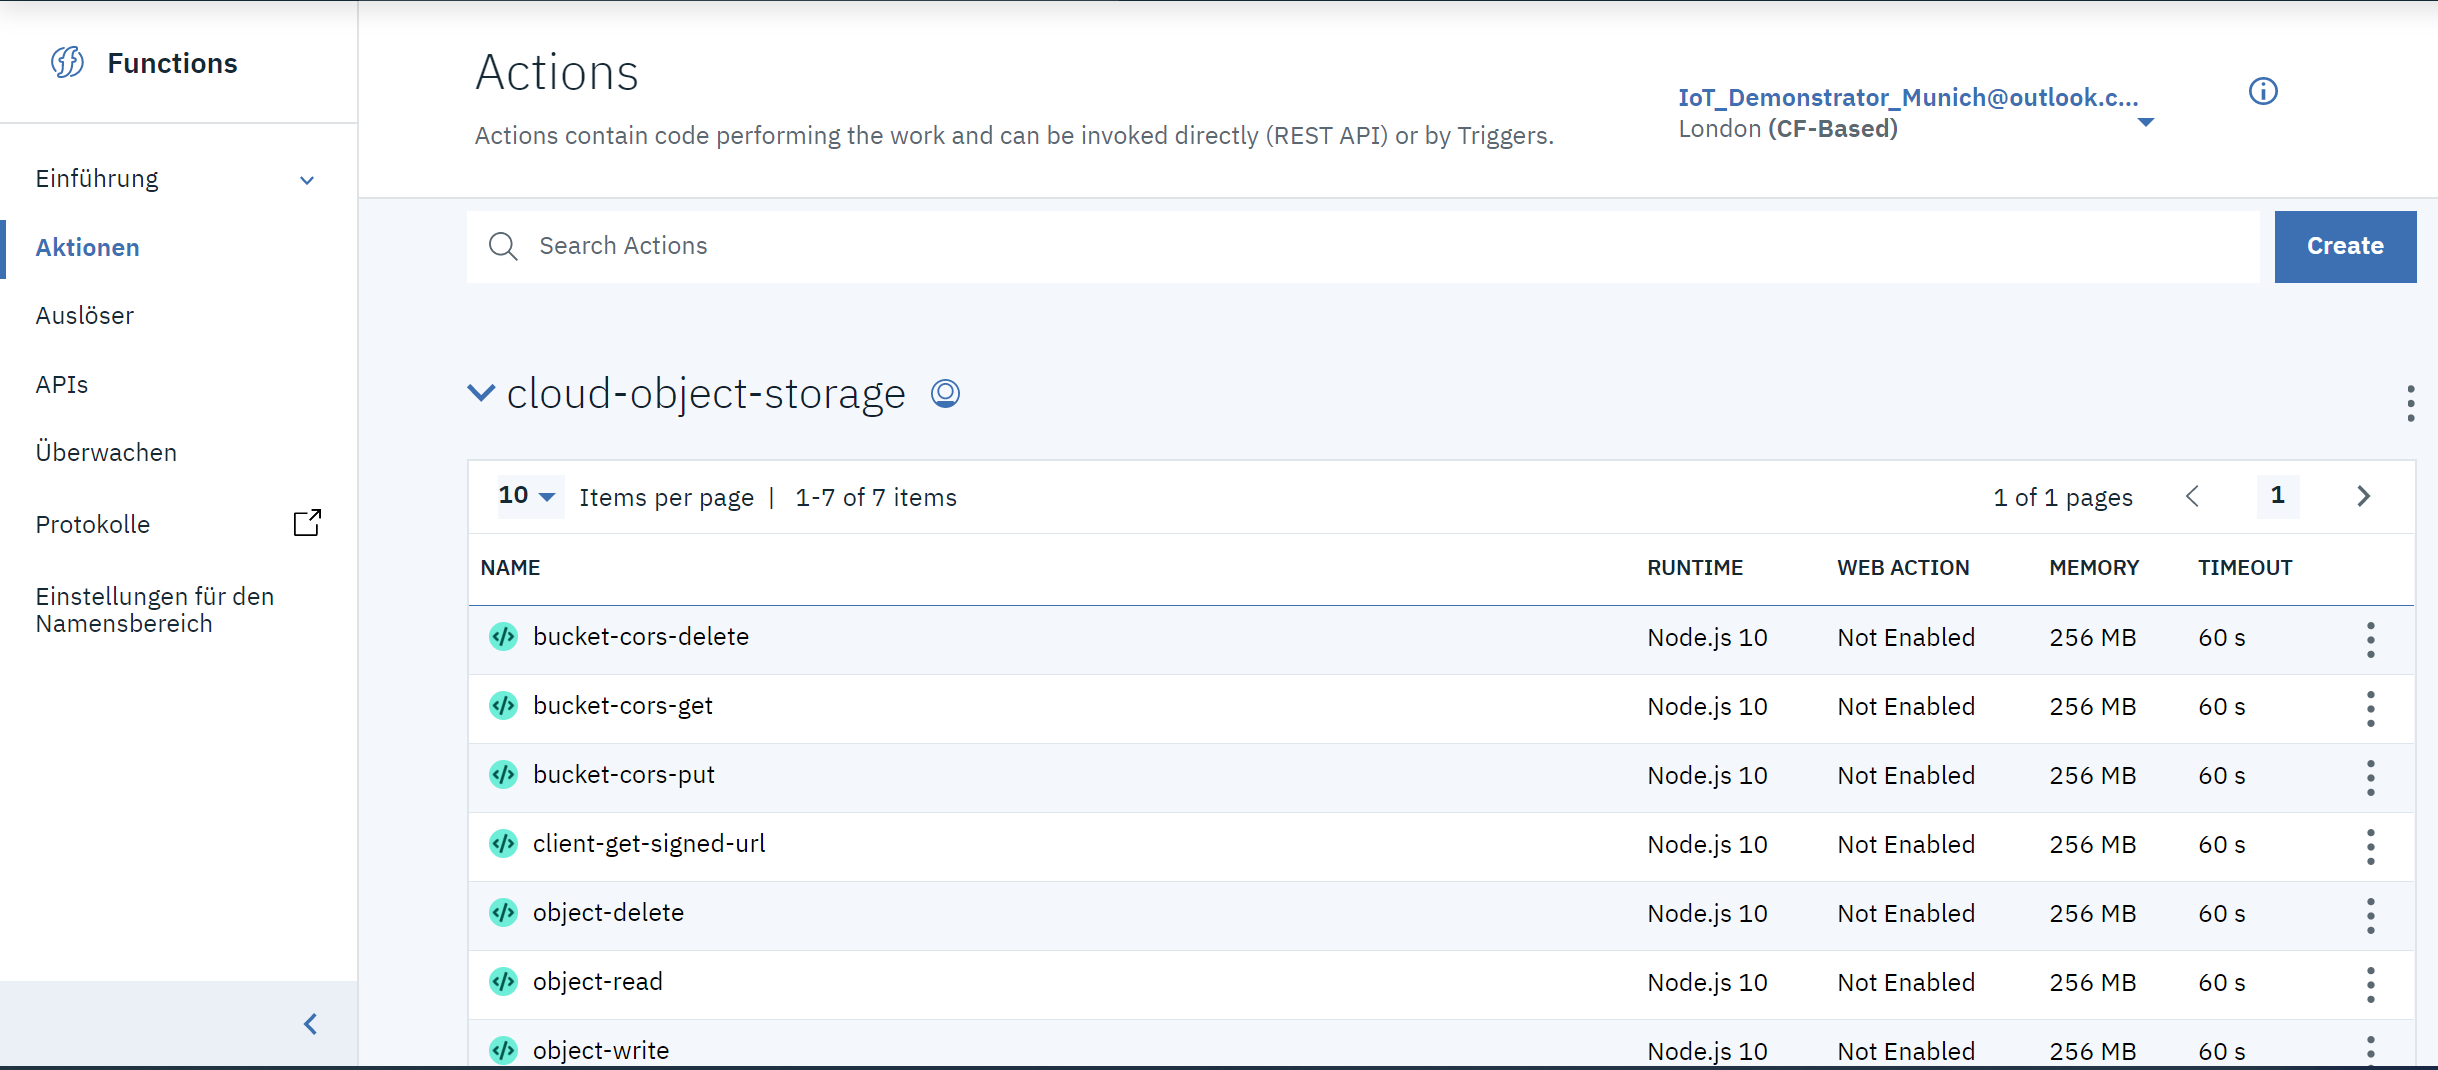 Functions
Einführung
Aktionen
Auslöser
APIs
Überwachen
Protokolle
Einstellungen für den
Namensbereich
Actions
Actions contain code performing the work and can be invoked directly (REST API) or by Triggers.
IoT_Demonstrator_Munich@outlook.c...
London (CF-Based)
Search Actions
Create
cloud-object-storage
10 Items per page | 1-7 of 7 items 1 of 1 pages 1
NAME RUNTIME WEB ACTION MEMORY TIMEOUT
bucket-cors-delete Node.js 10 Not Enabled 256 MB 60 s
bucket-cors-get Node.js 10 Not Enabled 256 MB 60 s
bucket-cors-put Node.js 10 Not Enabled 256 MB 60 s
client-get-signed-url Node.js 10 Not Enabled 256 MB 60 s
object-delete Node.js 10 Not Enabled 256 MB 60 s
object-read Node.js 10 Not Enabled 256 MB 60 s
object-write Node.js 10 Not Enabled 256 MB 60 s